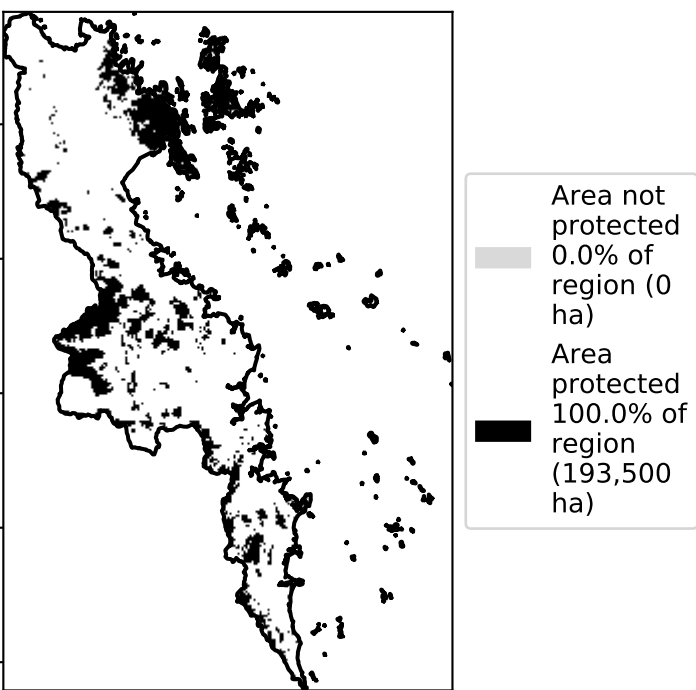 Area not
protected
0.0% of
region (0
ha)
Area
protected
100.0% of
region
(193,500
ha)